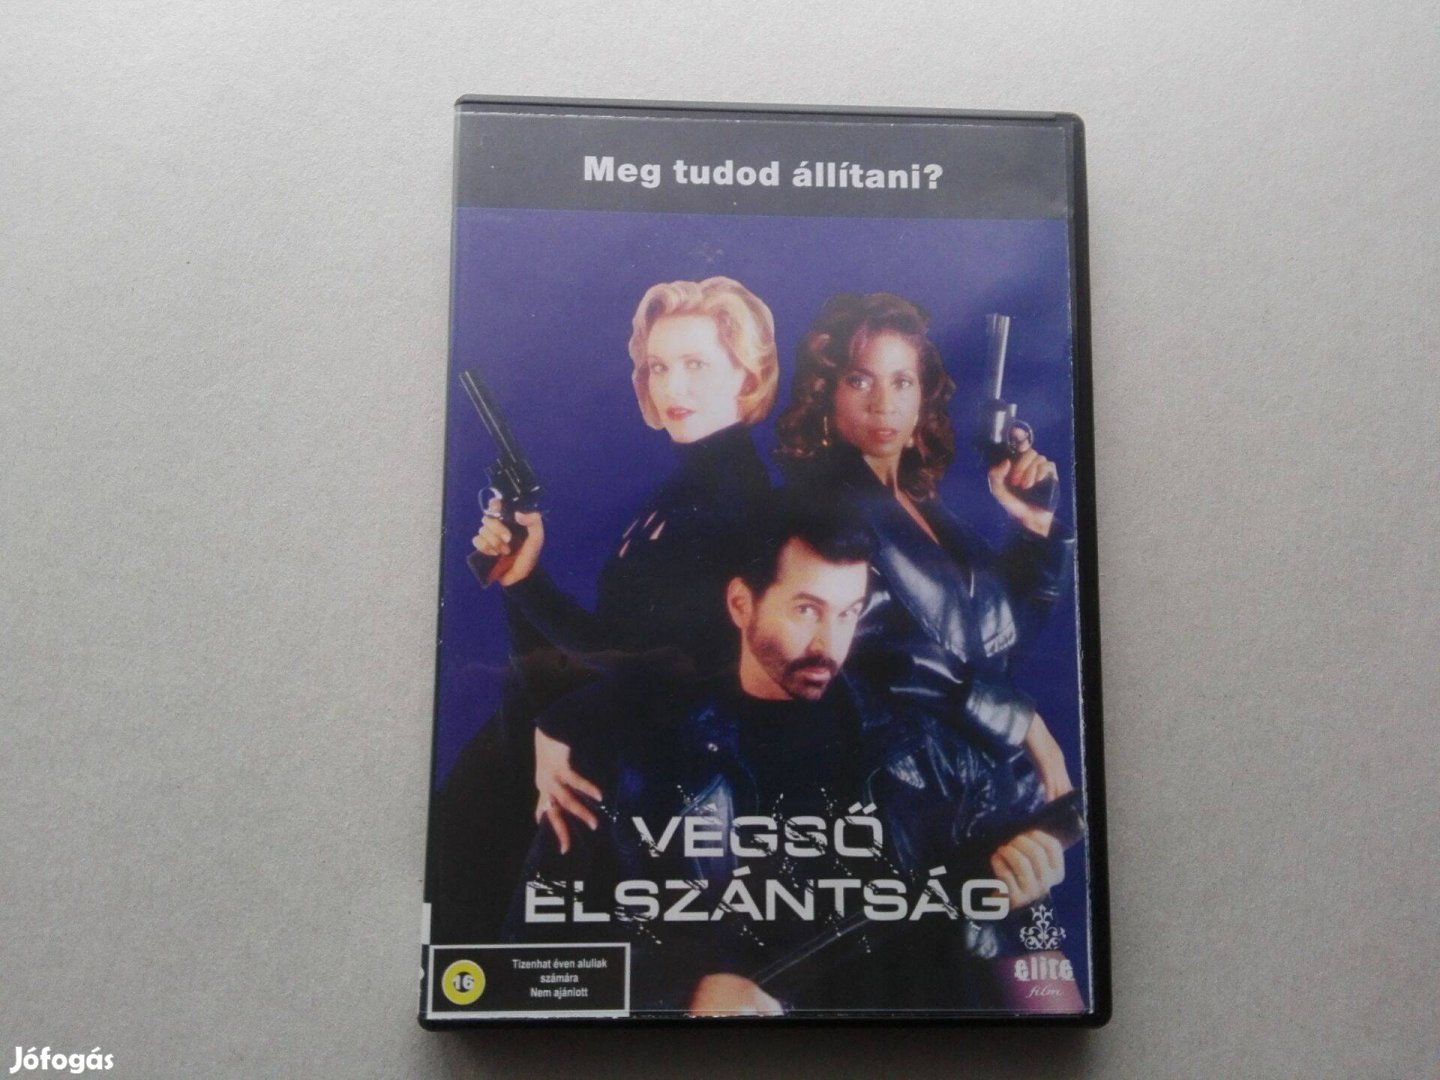 Meg tudod állítani?
VÉGSŐ
ELSZÁNTSÁG
16
Tizenhat éven aluliak
számára
Nem ajánlott
elite
film
Jófogás